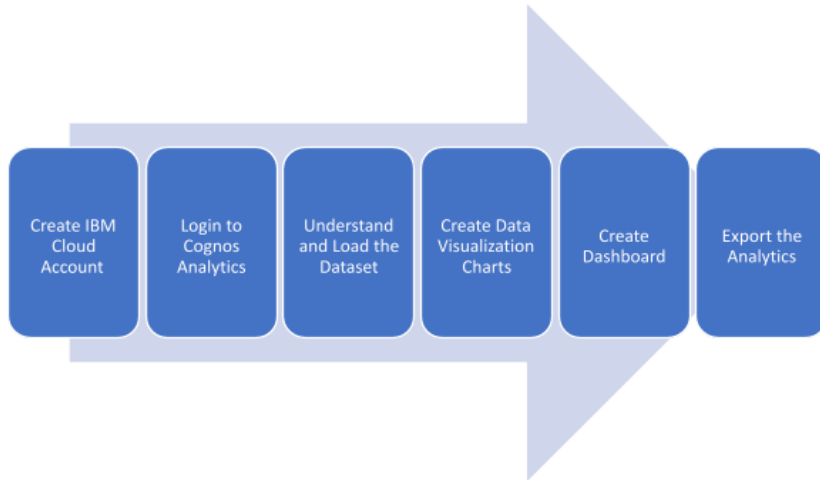 Create IBM
Cloud
Account
Login to
Cognos
Analytics
Understand
and Load the
Dataset
Create Data
Visualization
Charts
Create
Dashboard
Export the
Analytics